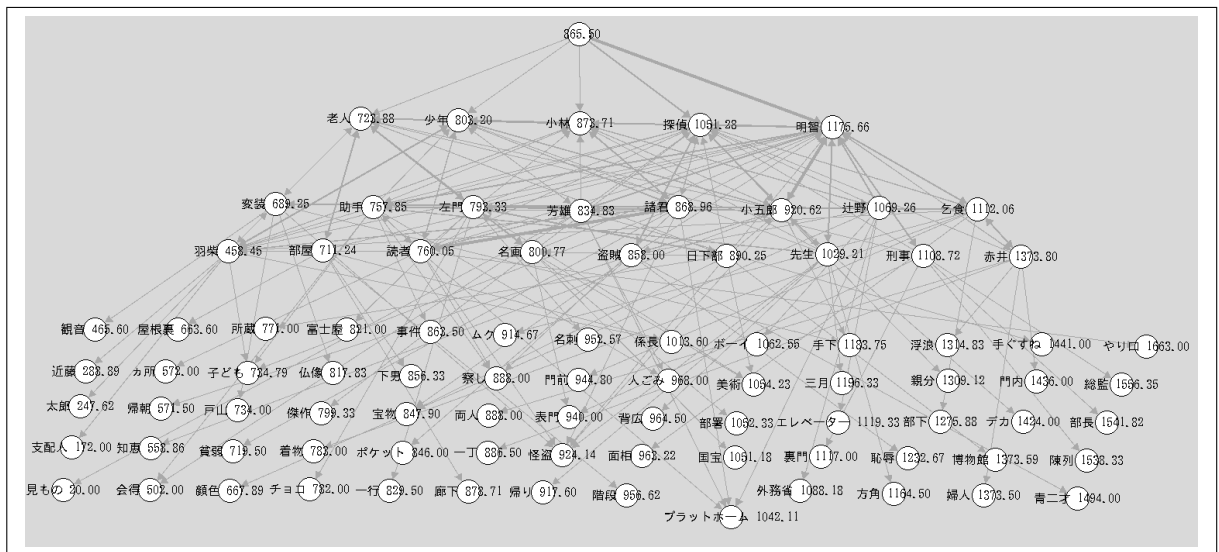 865.50
老人 723.88 少年 803.20 小林 873.71 探偵 1051.28 明智 1175.66
変装 689.25 助手 757.85 左門 793.33 芳雄 834.83 諸君 868.96 小五郎 920.62 辻野 1069.26 乞食 1112.06
羽柴 458.45 部屋 711.24 読者 760.05 名画 800.77 盗賊 858.00 日下部 890.25 先生 1029.21 刑事 1108.72 赤井 1373.80
観音 465.60 屋根裏 663.60 所蔵 771.00 富士屋 821.00 事件 863.50 ムク 914.67 名刺 952.57 係長 1013.60 ボーイ 1062.56 手下 1183.75 浮浪 1314.83 手ぐすね 1441.00 やり口 1663.00
近藤 288.89 ヵ所 572.00 子ども 734.79 仏像 817.83 下男 856.33 察し 888.00 門前 944.80 人ごみ 968.00 美術 1054.23 三月 1196.33 親分 1309.12 門内 1436.00 総監 1556.35
太郎 247.62 帰朝 571.50 戸山 734.00 傑作 799.33 宝物 847.90 両人 888.00 表門 940.00 背広 964.50 部署 1052.33 エレベーター 1119.33 部下 1275.88 デカ 1424.00 部長 1541.82
支配人 172.00 知恵 558.86 貧弱 719.50 着物 788.00 ポケット 846.00 一丁 886.50 怪盗 924.14 面相 963.22 国宝 1051.18 裏門 1117.00 恥辱 1232.67 博物館 1373.59 陳列 1538.33
見もの 30.00 会得 502.00 顔色 667.89 チョコ 782.00 一行 829.50 廊下 878.71 帰り 917.60 階段 956.62 外務省 1088.18 方角 1164.50 婦人 1373.50 青二才 1494.00
プラットホーム 1042.11